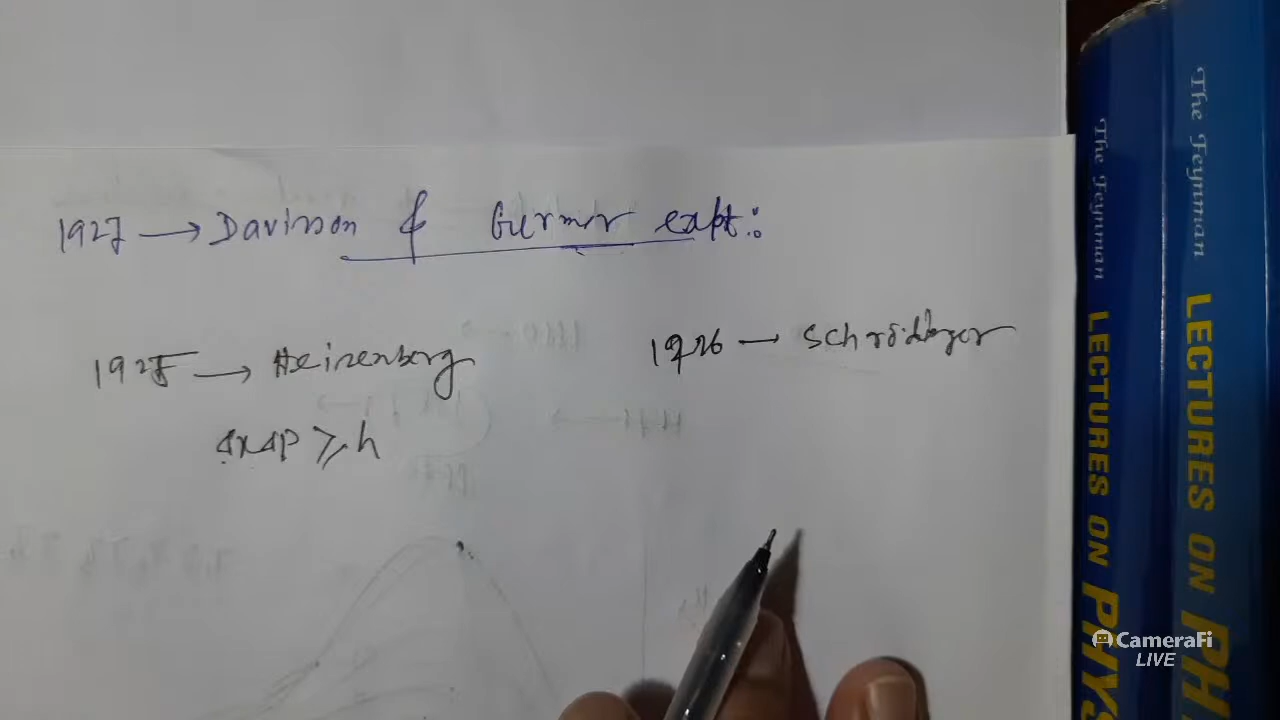 1927 → Davisson & Germer expt:
1925 → Heisenberg
ΔxΔp ≥ h
1926 → Schrödinger
The Feynman LECTURES ON PHYS
The Feynman LECTURES ON PH
CameraFi
LIVE